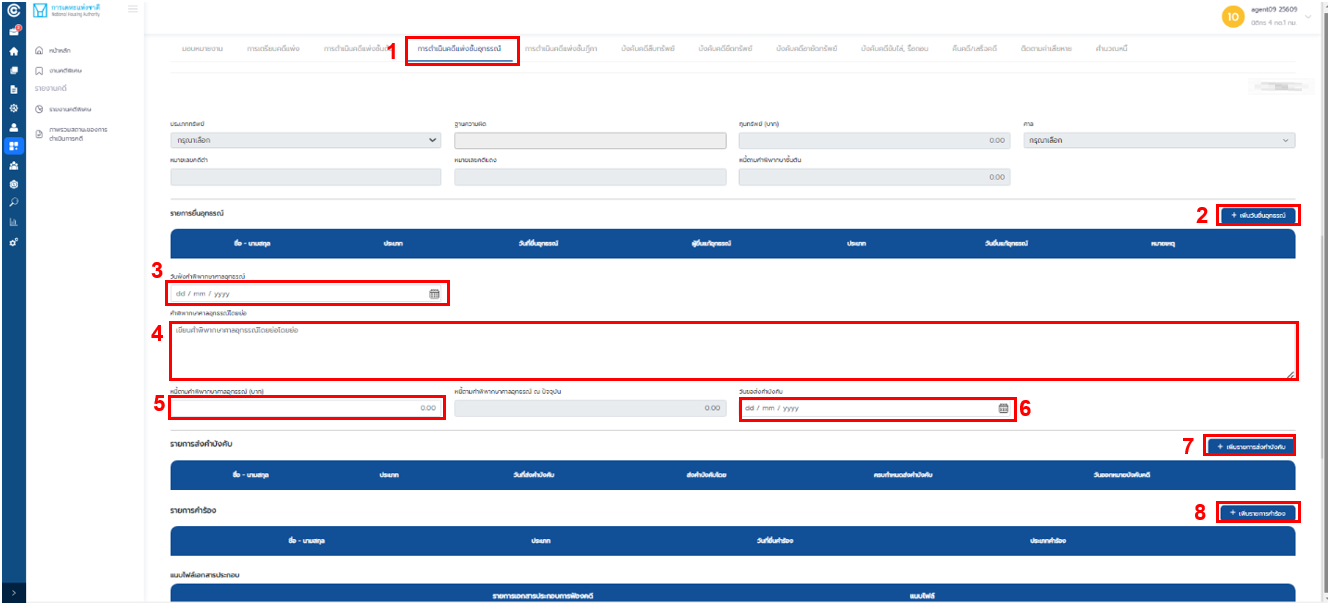 การเคหะแห่งชาติ
National Housing Authority
10
agent09 25609
นิติกร 4 กด.1 กม.
หน้าหลัก
งานคดีพิเศษ
รายงานคดี
รายงานคดีพิเศษ
ภาพรวมสถานะของการ
ดำเนินการคดี
1
มอบหมายงาน
การเตรียมคดีแพ่ง
การดำเนินคดีแพ่งชั้นต้น
การดำเนินคดีแพ่งชั้นอุทธรณ์
การดำเนินคดีแพ่งชั้นฎีกา
บังคับคดีสืบทรัพย์
บังคับคดียึดทรัพย์
บังคับคดีขายทรัพย์
บังคับคดีขับไล่, รื้อถอน
คืนคดี/เสร็จคดี
ติดตามค่าเสียหาย
คำนวณหนี้
ประเภททรัพย์
ฐานความผิด
ทุนทรัพย์ (บาท)
ศาล
กรุณาเลือก
0.00
กรุณาเลือก
หมายเลขคดีดำ
หมายเลขคดีแดง
หนี้ตามคำพิพากษาชั้นต้น
0.00
รายการยื่นอุทธรณ์
2
+ เพิ่มวันยื่นอุทธรณ์
ชื่อ - นามสกุล
ประเภท
วันที่ยื่นอุทธรณ์
ผู้ยื่นแก้อุทธรณ์
ประเภท
วันยื่นแก้อุทธรณ์
หมายเหตุ
3
วันฟังคำพิพากษาศาลอุทธรณ์
dd / mm / yyyy
คำพิพากษาศาลอุทธรณ์โดยย่อ
4
เขียนคำพิพากษาศาลอุทธรณ์โดยย่อโดยย่อ
หนี้ตามคำพิพากษาศาลอุทธรณ์ (บาท)
หนี้ตามคำพิพากษาศาลอุทธรณ์ ณ ปัจจุบัน
วันขอส่งคำบังคับ
5
0.00
0.00
dd / mm / yyyy
6
รายการส่งคำบังคับ
7
+ เพิ่มรายการส่งคำบังคับ
ชื่อ - นามสกุล
ประเภท
วันที่ส่งคำบังคับ
ส่งคำบังคับโดย
ครบกำหนดส่งคำบังคับ
วันออกหมายบังคับคดี
รายการคำร้อง
8
+ เพิ่มรายการคำร้อง
ชื่อ - นามสกุล
ประเภท
วันที่ยื่นคำร้อง
ประเภทคำร้อง
แนบไฟล์เอกสารประกอบ
รายการเอกสารประกอบการฟ้องคดี
แนบไฟล์